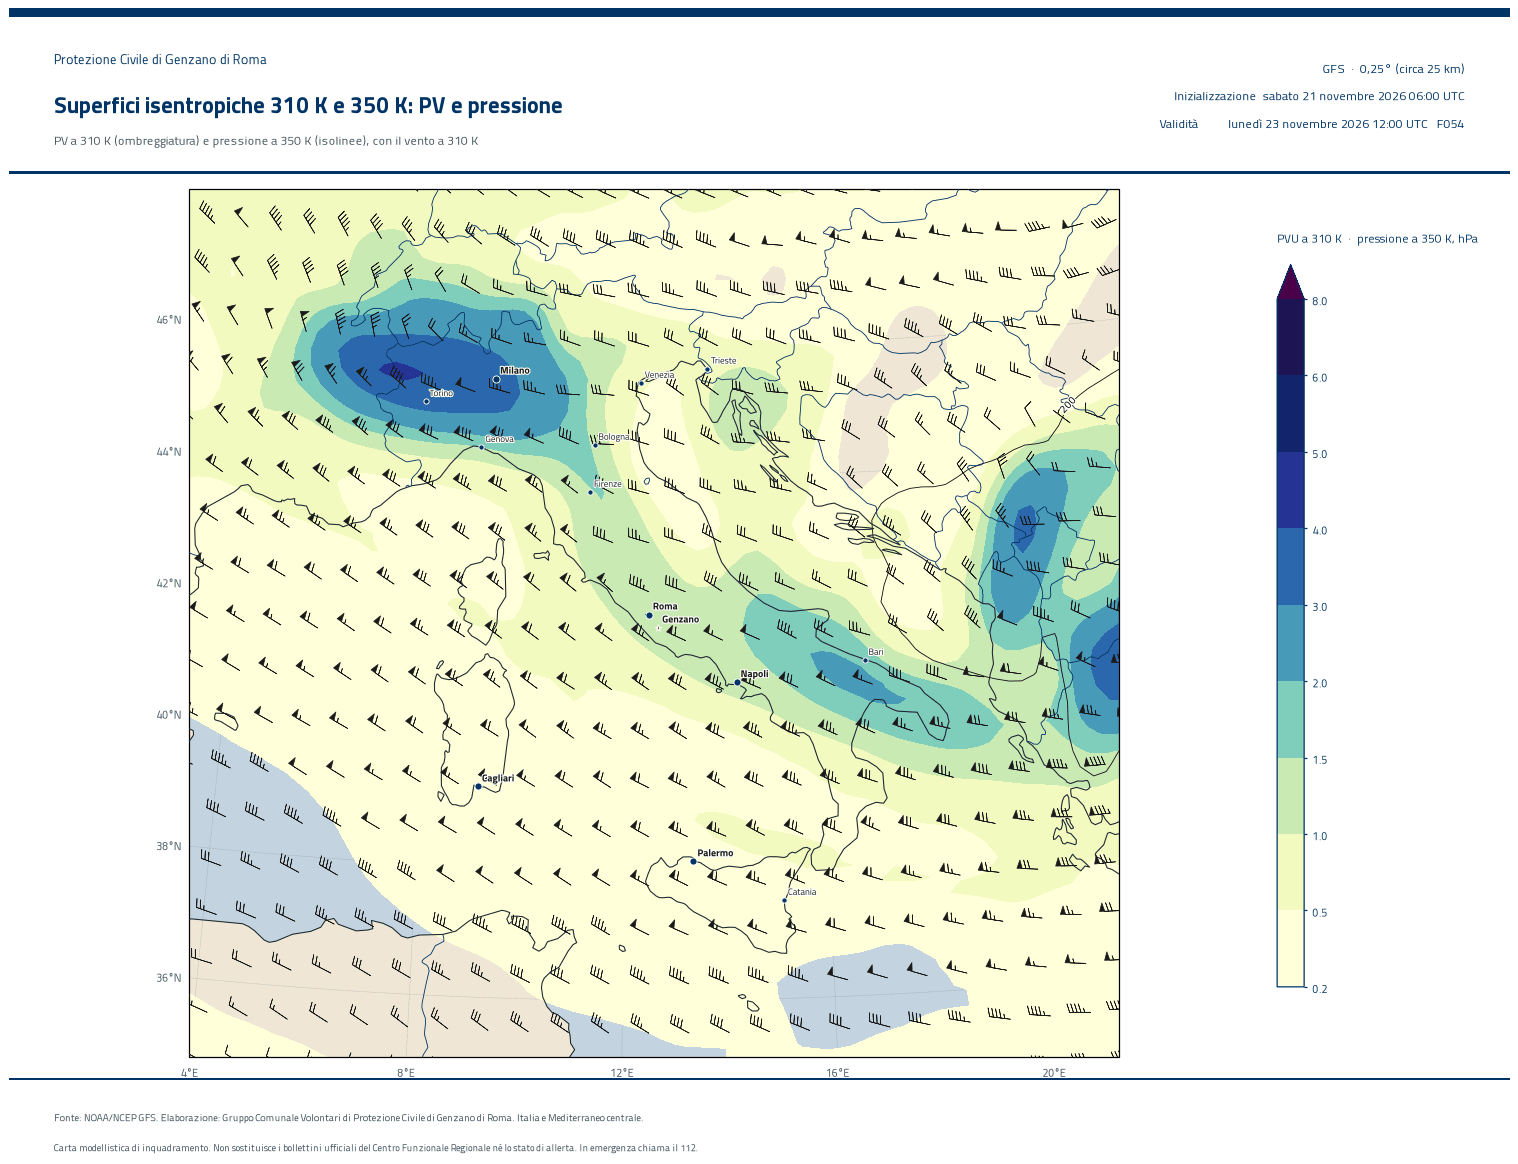 Protezione Civile di Genzano di Roma
Superfici isentropiche 310 K e 350 K: PV e pressione
PV a 310 K (ombreggiatura) e pressione a 350 K (isolinee), con il vento a 310 K
GFS · 0,25° (circa 25 km)
Inizializzazione sabato 21 novembre 2026 06:00 UTC
Validità lunedì 23 novembre 2026 12:00 UTC F054
PVU a 310 K · pressione a 350 K, hPa
8.0
6.0
5.0
4.0
3.0
2.0
1.5
1.0
0.5
0.2
46°N
44°N
42°N
40°N
38°N
36°N
4°E
8°E
12°E
16°E
20°E
Trieste
Venezia
Milano
Torino
200
Genova
Bologna
Firenze
Roma
Genzano
Bari
Napoli
Cagliari
Palermo
Catania
Fonte: NOAA/NCEP GFS. Elaborazione: Gruppo Comunale Volontari di Protezione Civile di Genzano di Roma. Italia e Mediterraneo centrale.
Carta modellistica di inquadramento. Non sostituisce i bollettini ufficiali del Centro Funzionale Regionale né lo stato di allerta. In emergenza chiama il 112.